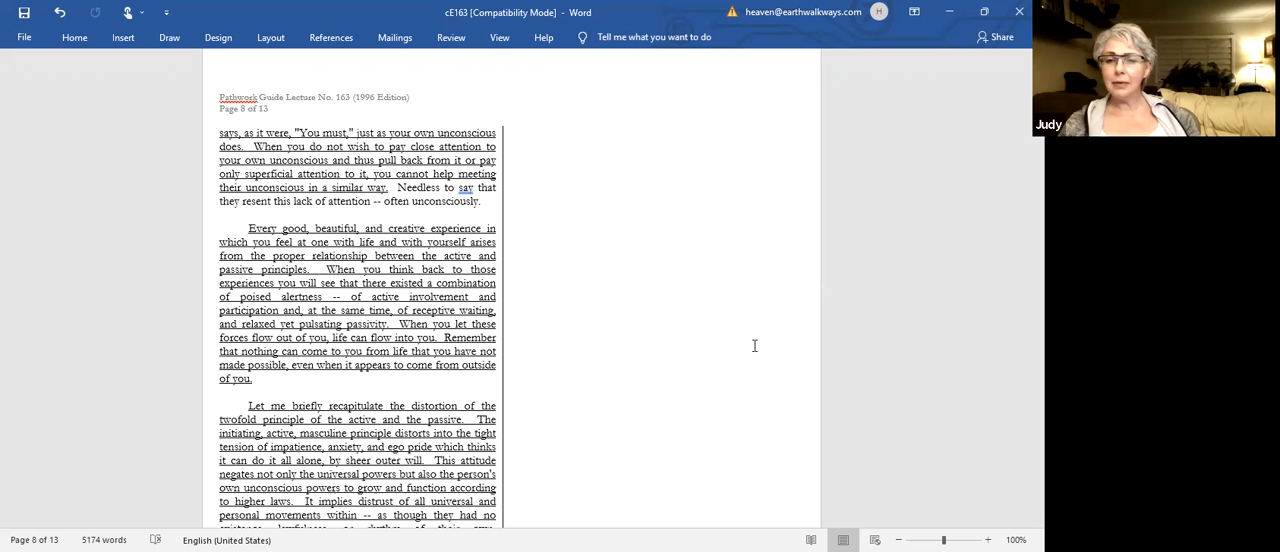 cE163 [Compatibility Mode] - Word
heaven@earthwalkways.com
H
File Home Insert Draw Design Layout References Mailings Review View Help Tell me what you want to do Share
Pathwork Guide Lecture No. 163 (1996 Edition)
Page 8 of 13
says, as it were, "You must," just as your own unconscious
does. When you do not wish to pay close attention to
your own unconscious and thus pull back from it or pay
only superficial attention to it, you cannot help meeting
their unconscious in a similar way. Needless to say that
they resent this lack of attention -- often unconsciously.
Every good, beautiful, and creative experience in
which you feel at one with life and with yourself arises
from the proper relationship between the active and
passive principles. When you think back to those
experiences you will see that there existed a combination
of poised alertness -- of active involvement and
participation and, at the same time, of receptive waiting,
and relaxed yet pulsating passivity. When you let these
forces flow out of you, life can flow into you. Remember
that nothing can come to you from life that you have not
made possible, even when it appears to come from outside
of you.
Let me briefly recapitulate the distortion of the
twofold principle of the active and the passive. The
initiating, active, masculine principle distorts into the tight
tension of impatience, anxiety, and ego pride which thinks
it can do it all alone, by sheer outer will. This attitude
negates not only the universal powers but also the person's
own unconscious powers to grow and function according
to higher laws. It implies distrust of all universal and
personal movements within -- as though they had no
Judy
Page 8 of 13 5174 words English (United States) 100%